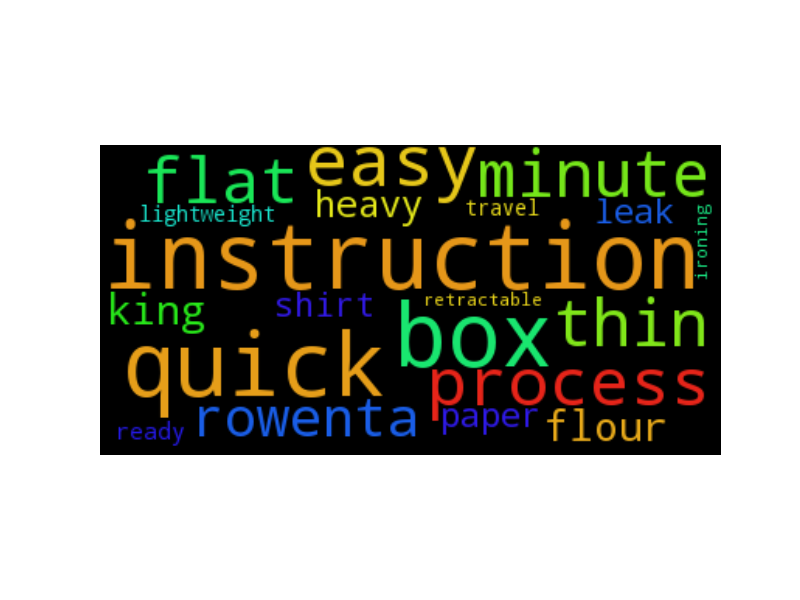 flat easy minute
lightweight heavy travel leak ironing
instruction
king shirt retractable
quick box thin
process
ready rowenta paper flour